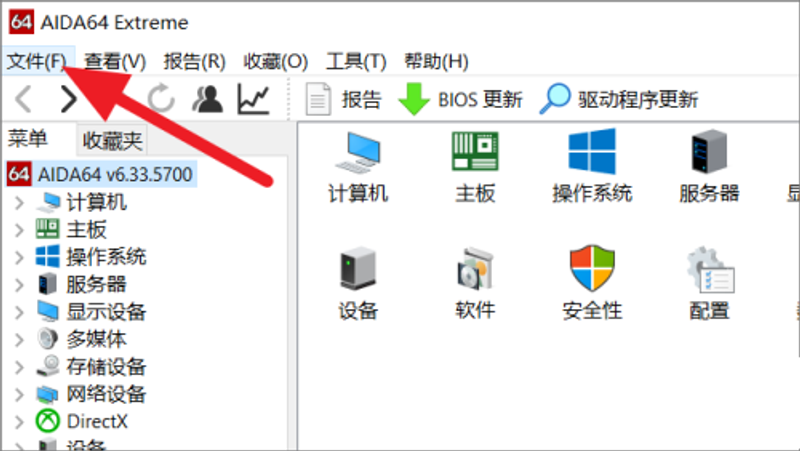 64 AIDA64 Extreme
文件(F) 查看(V) 报告(R) 收藏(O) 工具(T) 帮助(H)
报告 BIOS 更新 驱动程序更新
菜单 收藏夹
64 AIDA64 v6.33.5700
计算机
主板
操作系统
服务器
显示设备
多媒体
存储设备
网络设备
DirectX
设备
计算机 主板 操作系统 服务器
设备 软件 安全性 配置